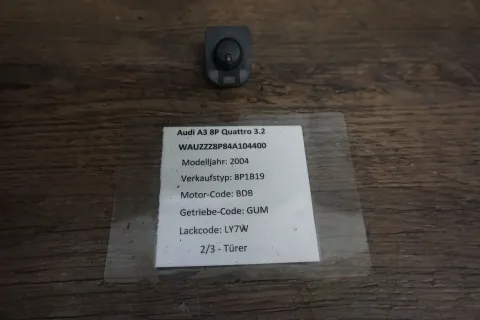 Audi A3 8P Quattro 3.2
WAUZZZ8P84A104400
Modelljahr: 2004
Verkaufstyp: 8P1B19
Motor-Code: BDB
Getriebe-Code: GUM
Lackcode: LY7W
2/3 - Türer